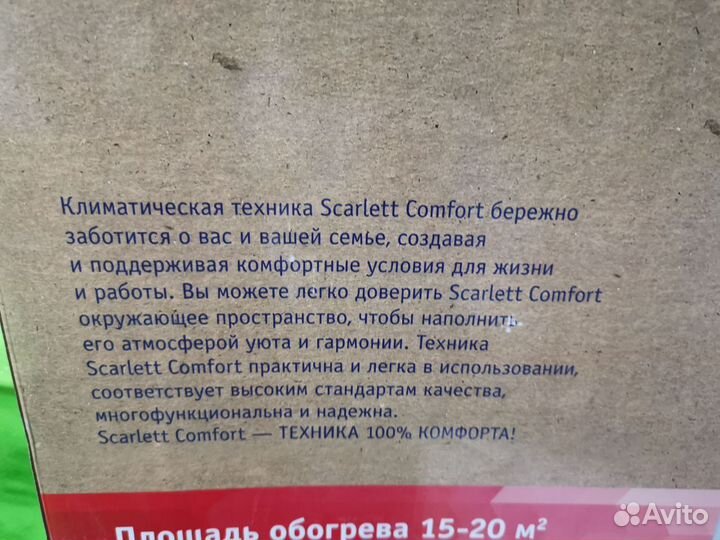 Климатическая техника Scarlett Comfort бережно
заботится о вас и вашей семье, создавая
и поддерживая комфортные условия для жизни
и работы. Вы можете легко доверить Scarlett Comfort
окружающее пространство, чтобы наполнить
его атмосферой уюта и гармонии. Техника
Scarlett Comfort практична и легка в использовании,
соответствует высоким стандартам качества,
многофункциональна и надежна.
Scarlett Comfort — ТЕХНИКА 100% КОМФОРТА!
Площадь обогрева 15-20 м²
Avito